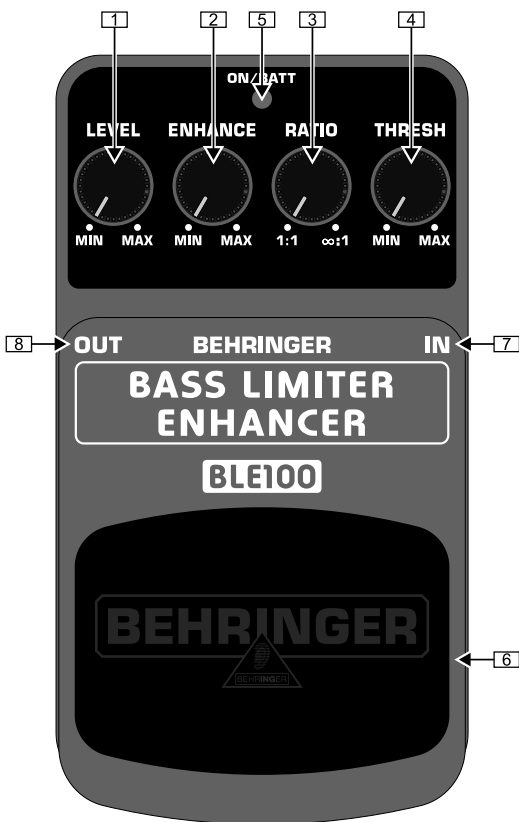 1 2 5 3 4
ON/BATT
LEVEL ENHANCE RATIO THRESH
MIN MAX MIN MAX 1:1 ∞:1 MIN MAX
8 OUT BEHRINGER IN 7
BASS LIMITER
ENHANCER
BLE100
BEHRINGER
6
BEHRINGER